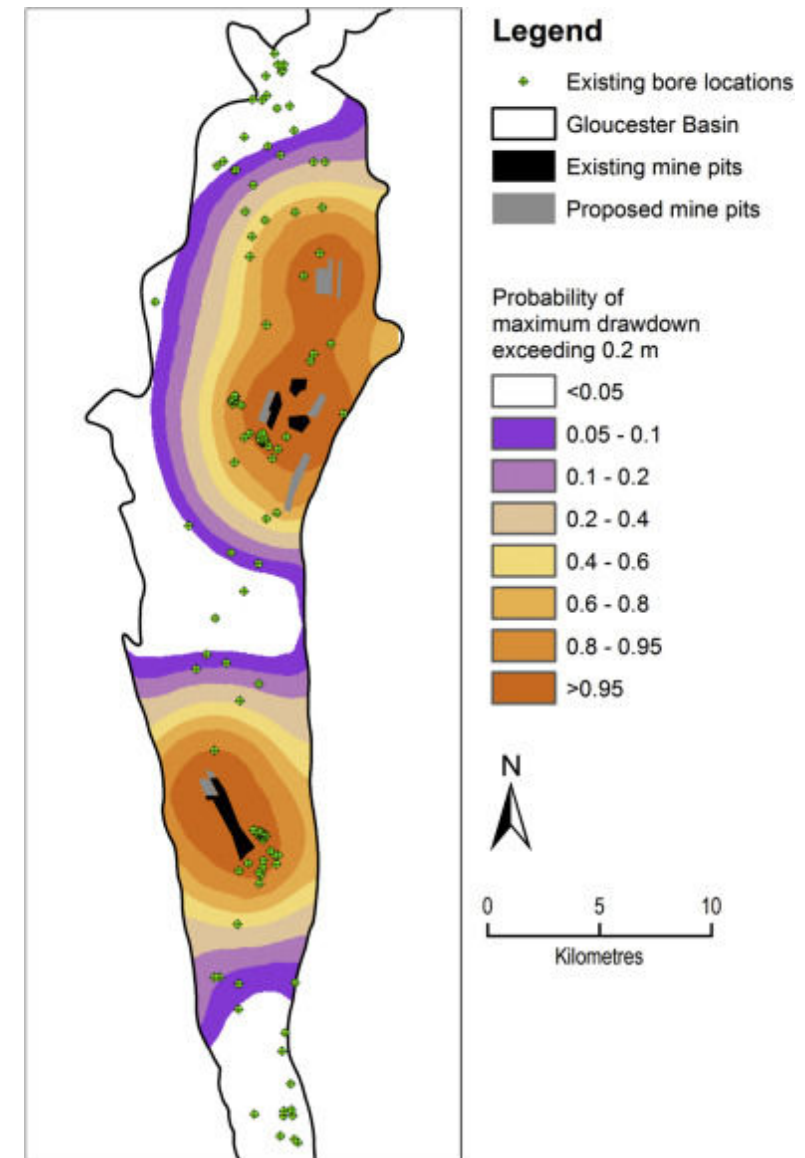 Legend
Existing bore locations
Gloucester Basin
Existing mine pits
Proposed mine pits
Probability of
maximum drawdown
exceeding 0.2 m
<0.05
0.05 - 0.1
0.1 - 0.2
0.2 - 0.4
0.4 - 0.6
0.6 - 0.8
0.8 - 0.95
>0.95
N
0 5 10
Kilometres